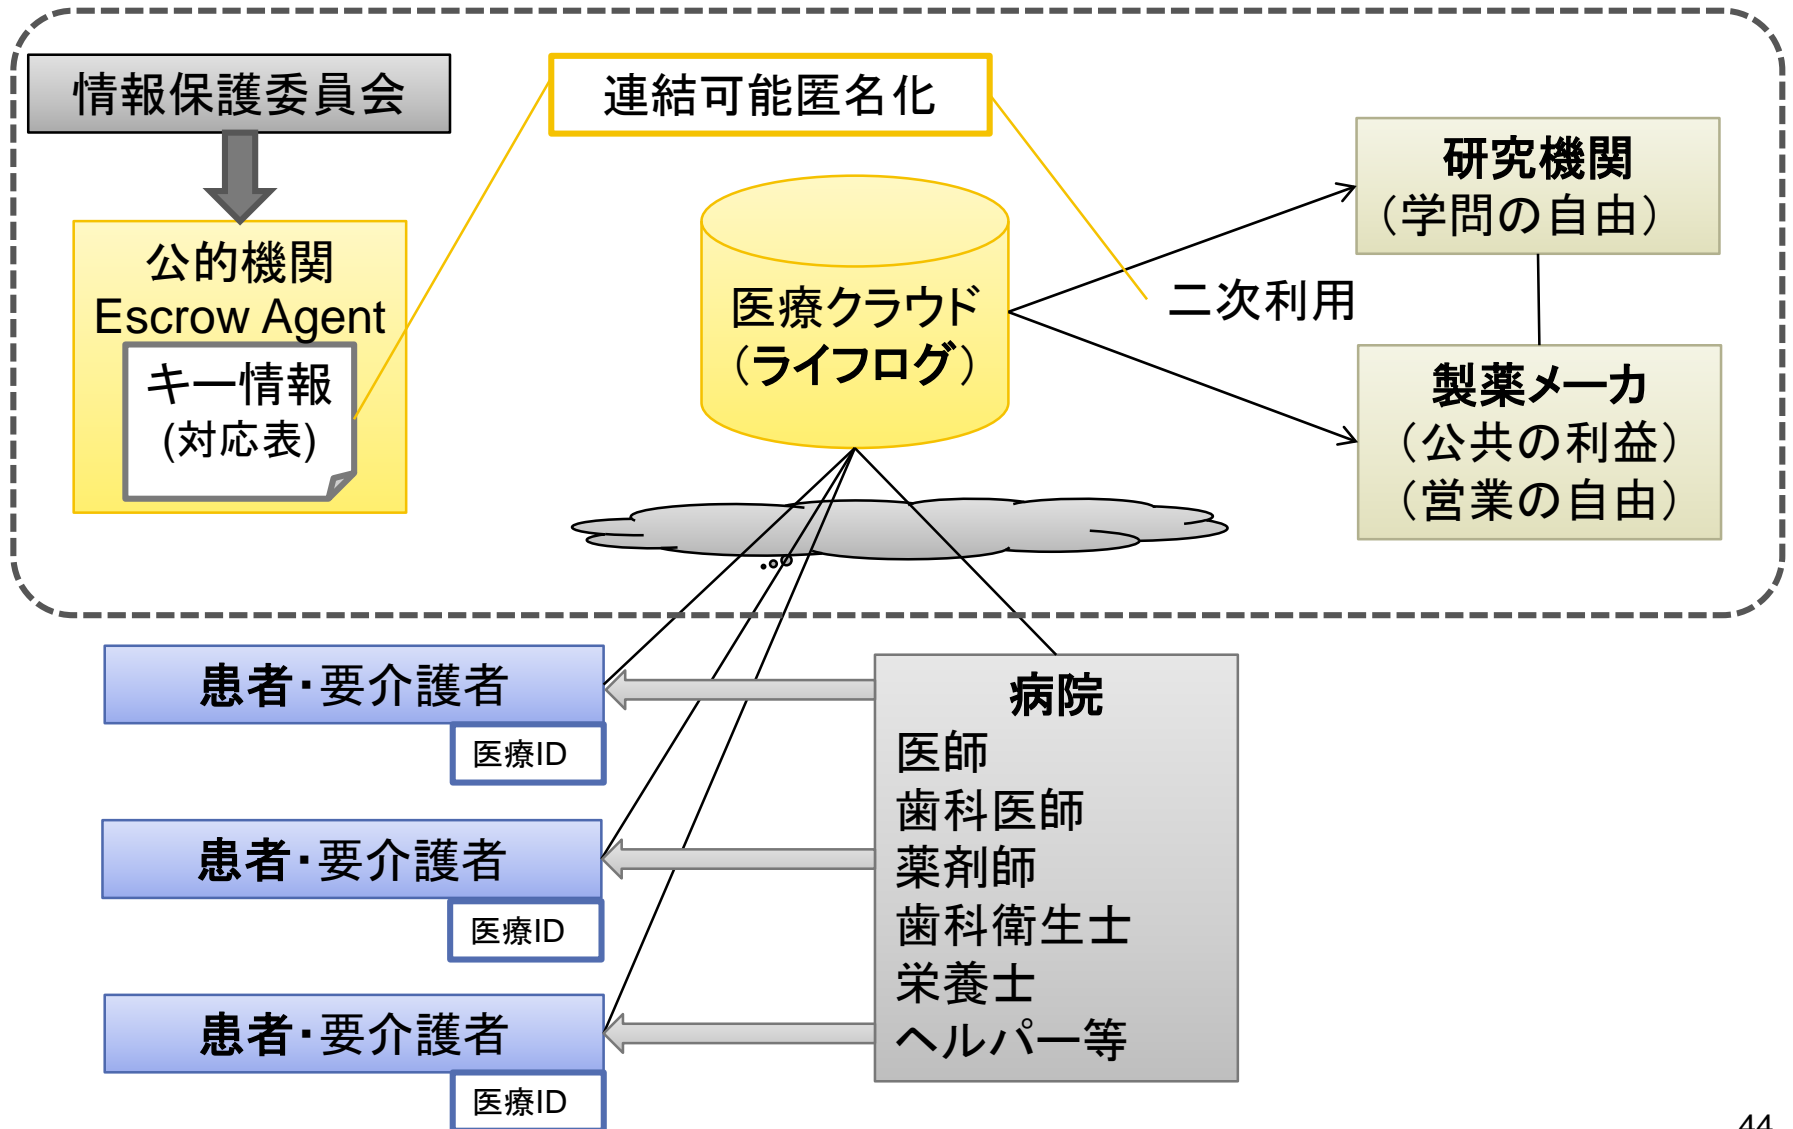 情報保護委員会
連結可能匿名化
研究機関
（学問の自由）
公的機関
Escrow Agent
キー情報
(対応表)
医療クラウド
（ライフログ）
二次利用
製薬メーカ
（公共の利益）
（営業の自由）
患者・要介護者
医療ID
患者・要介護者
医療ID
患者・要介護者
医療ID
病院
医師
歯科医師
薬剤師
歯科衛生士
栄養士
ヘルパー等
44